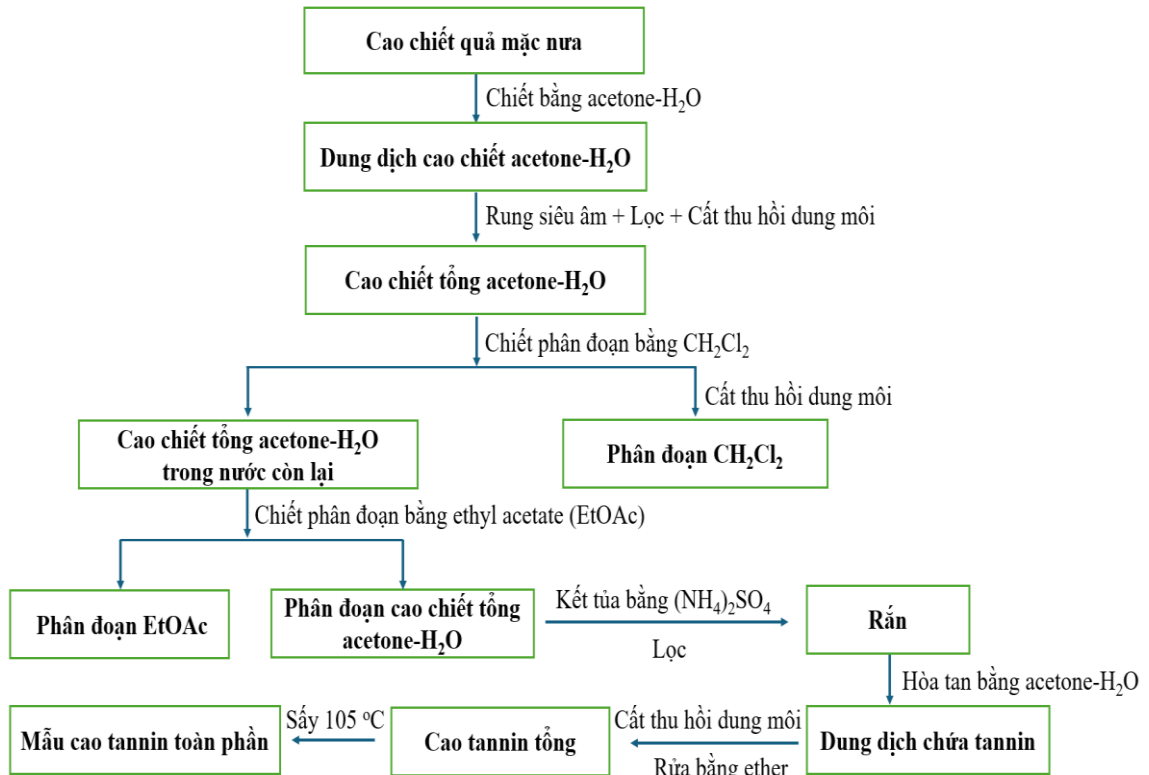 Cao chiết quả mặc nưa
Chiết bằng acetone-H₂O
Dung dịch cao chiết acetone-H₂O
Rung siêu âm + Lọc + Cất thu hồi dung môi
Cao chiết tổng acetone-H₂O
Chiết phân đoạn bằng CH₂Cl₂
Cất thu hồi dung môi
Cao chiết tổng acetone-H₂O
trong nước còn lại
Phân đoạn CH₂Cl₂
Chiết phân đoạn bằng ethyl acetate (EtOAc)
Phân đoạn EtOAc
Phân đoạn cao chiết tổng
acetone-H₂O
Kết tủa bằng (NH₄)₂SO₄
Lọc
Rắn
Hòa tan bằng acetone-H₂O
Dung dịch chứa tannin
Cất thu hồi dung môi
Rửa bằng ether
Cao tannin tổng
Sấy 105 °C
Mẫu cao tannin toàn phần